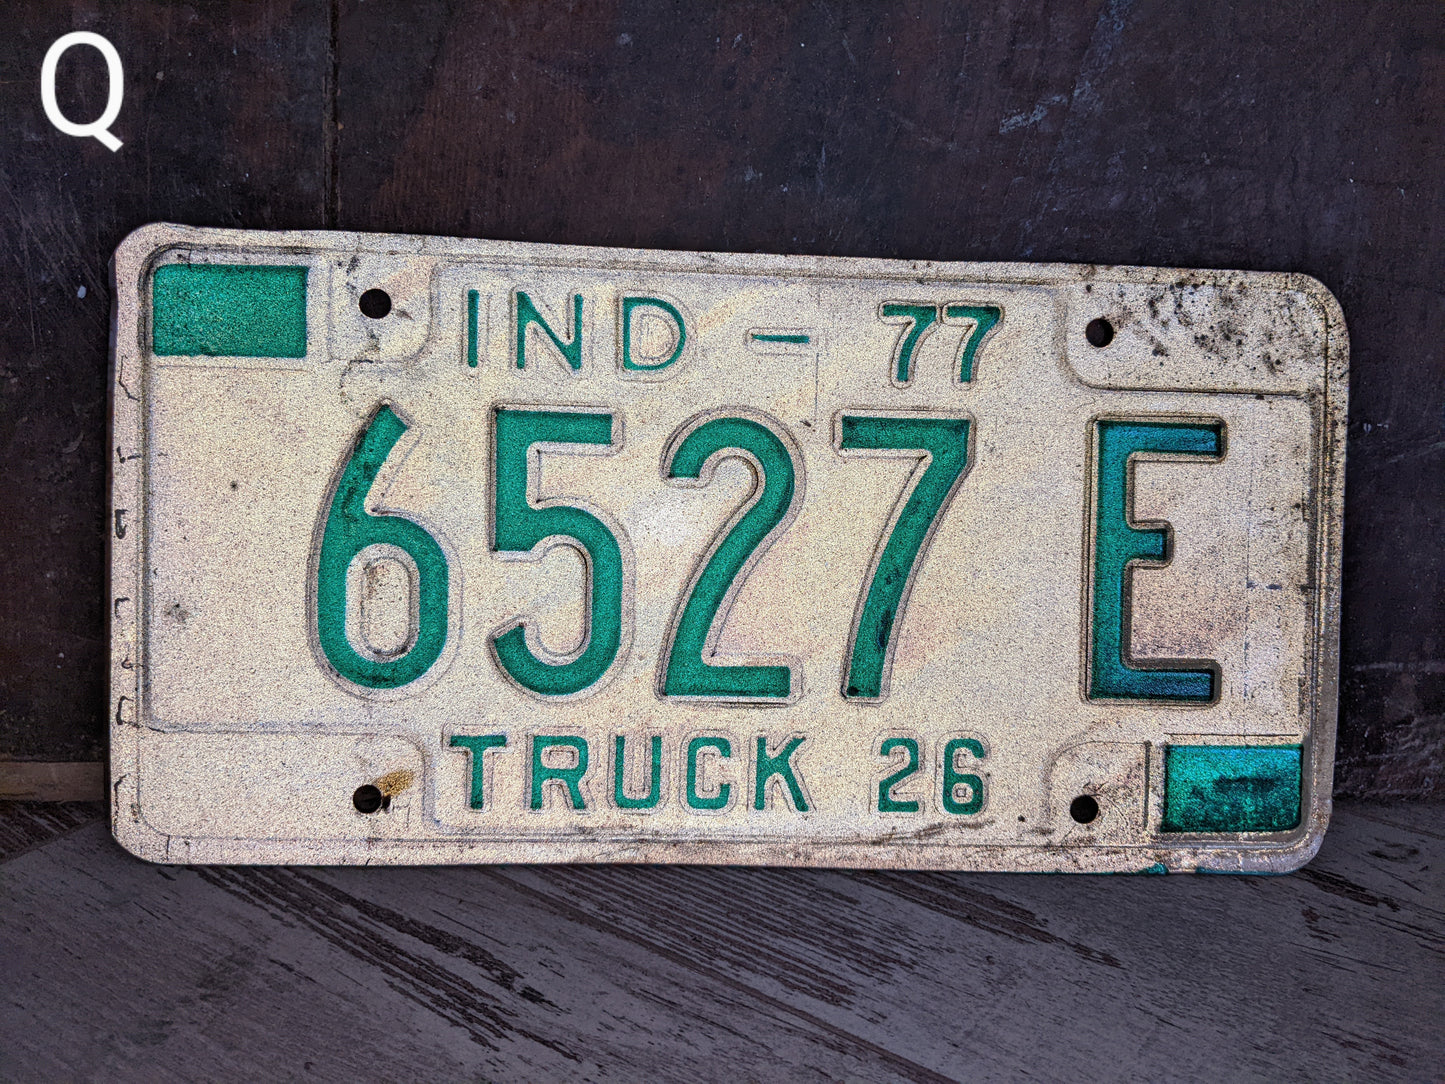 Q
IND - 77
6527 E
TRUCK 26